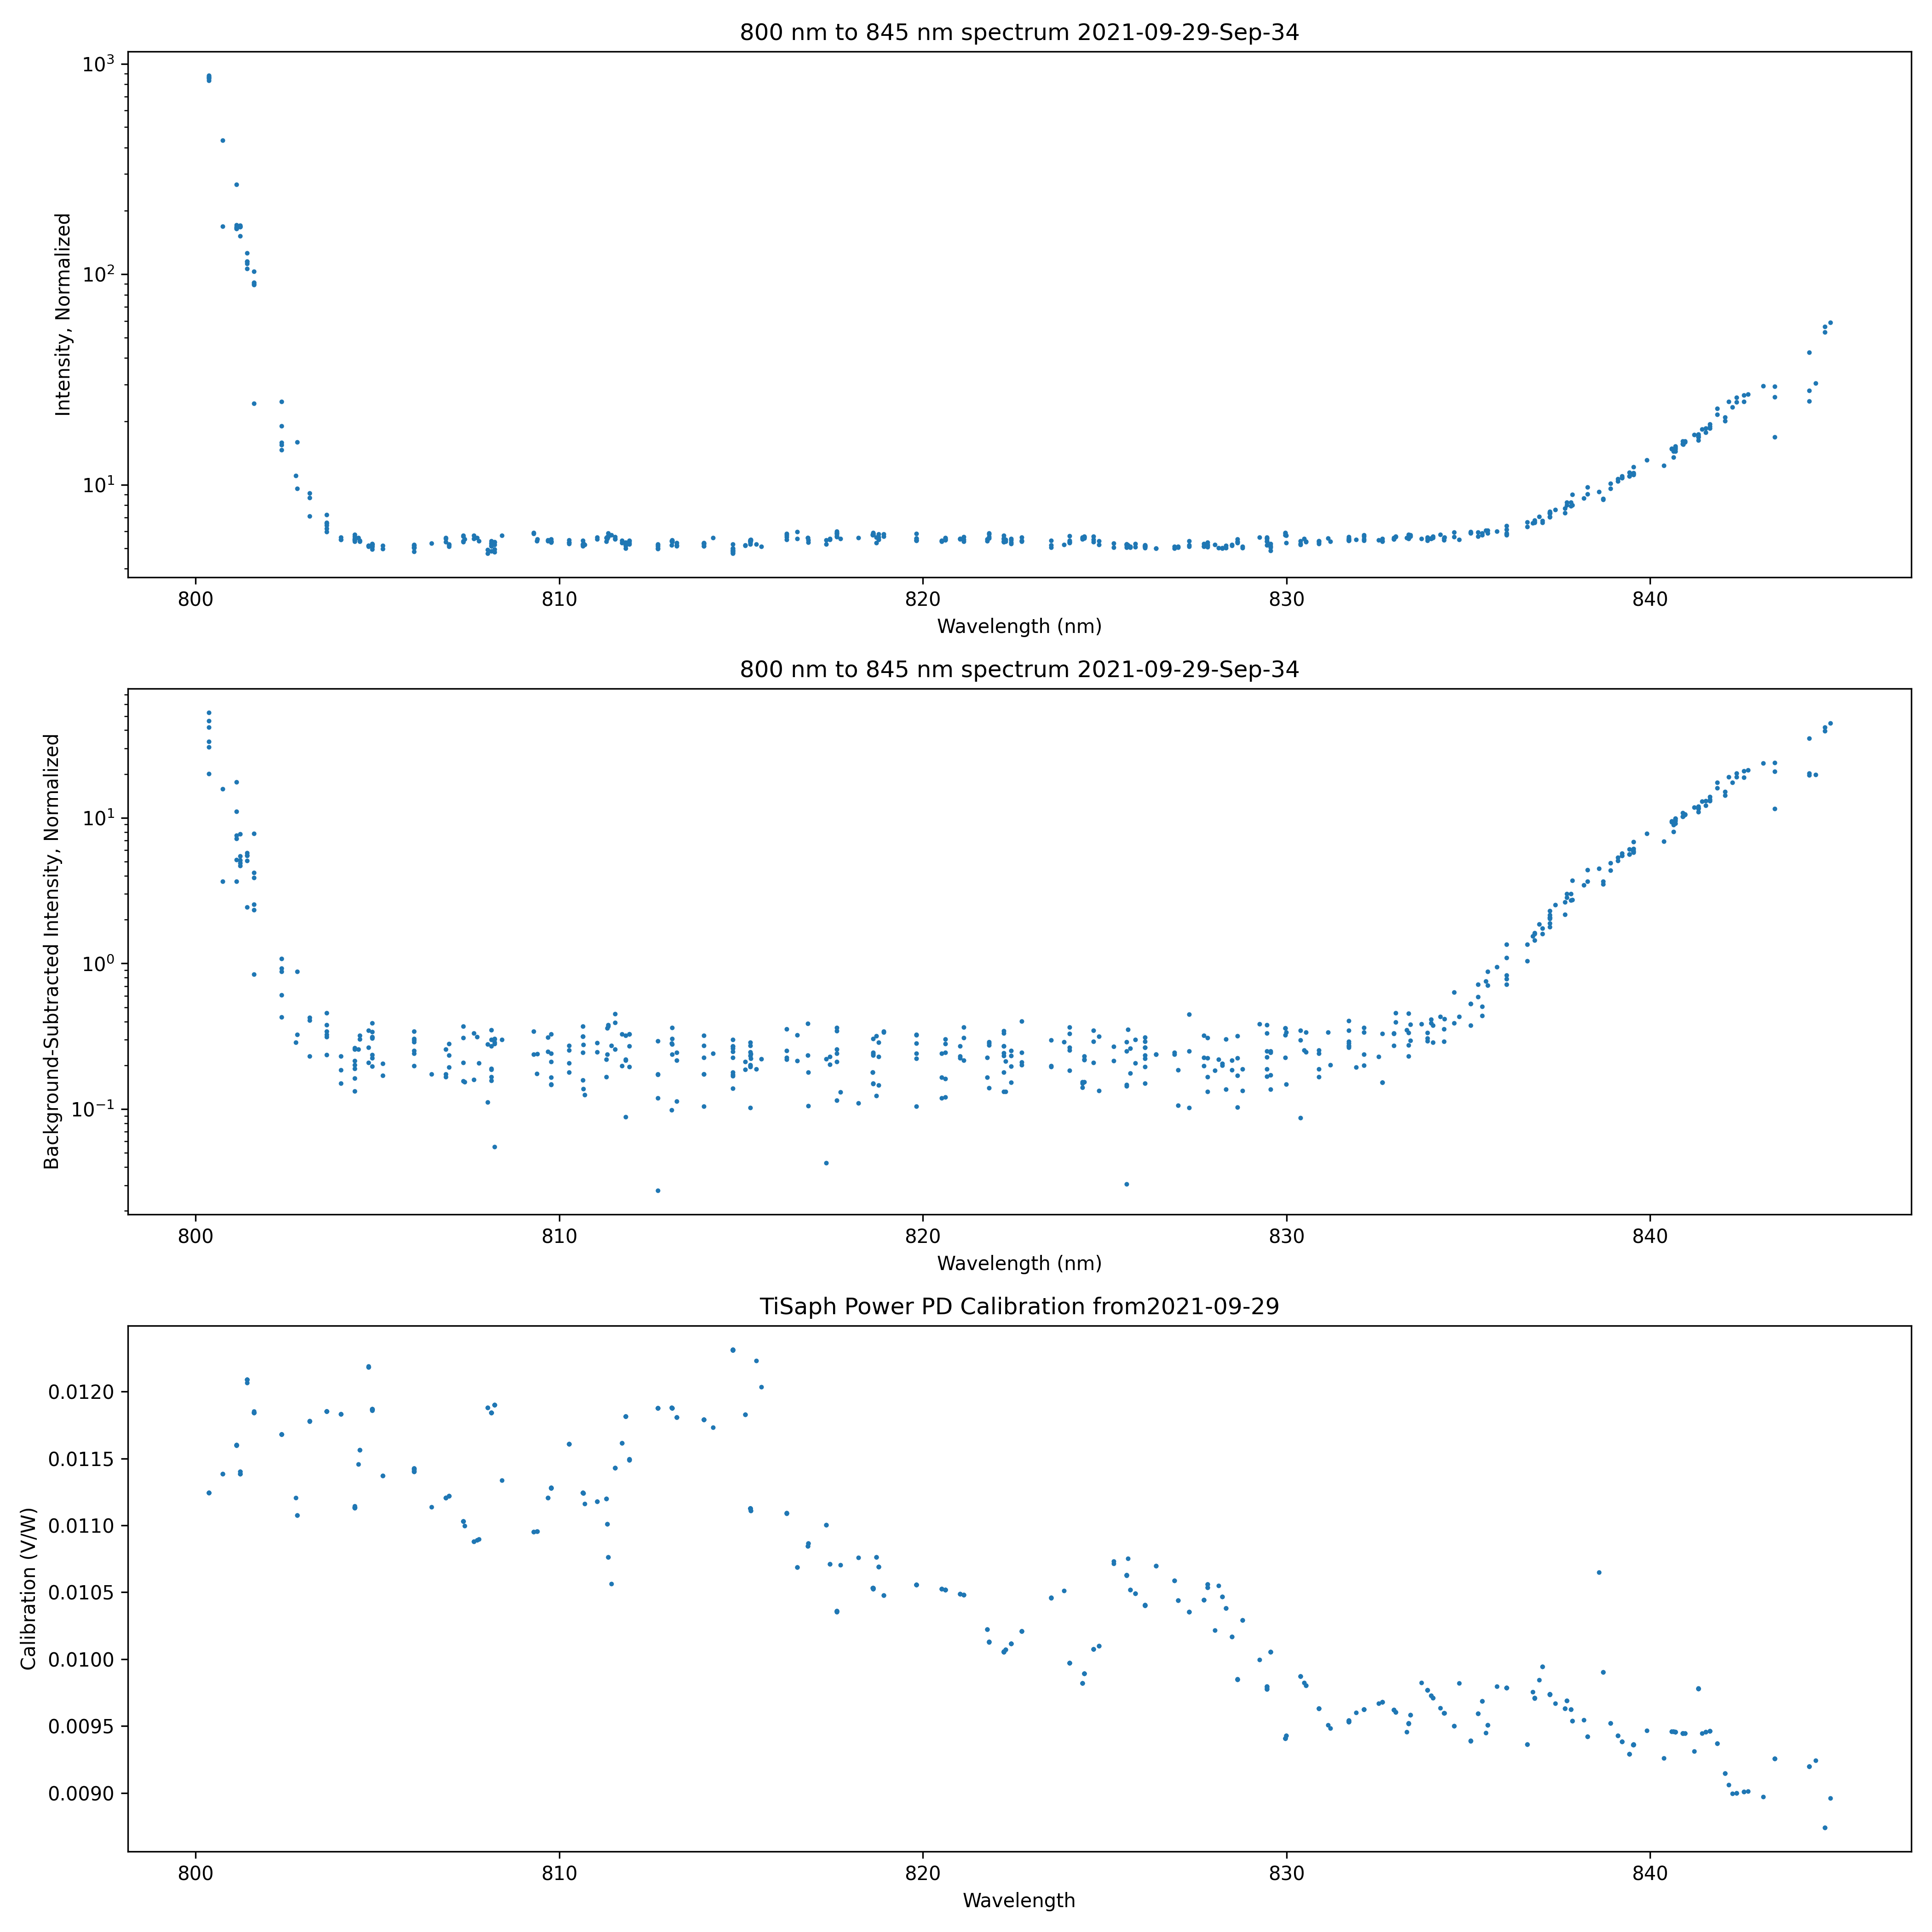 800 nm to 845 nm spectrum 2021-09-29-Sep-34
Intensity, Normalized
10³
10²
10¹
800 810 820 830 840
Wavelength (nm)
800 nm to 845 nm spectrum 2021-09-29-Sep-34
Background-Subtracted Intensity, Normalized
10¹
10⁰
10⁻¹
800 810 820 830 840
Wavelength (nm)
TiSaph Power PD Calibration from2021-09-29
Calibration (V/W)
0.0120
0.0115
0.0110
0.0105
0.0100
0.0095
0.0090
800 810 820 830 840
Wavelength